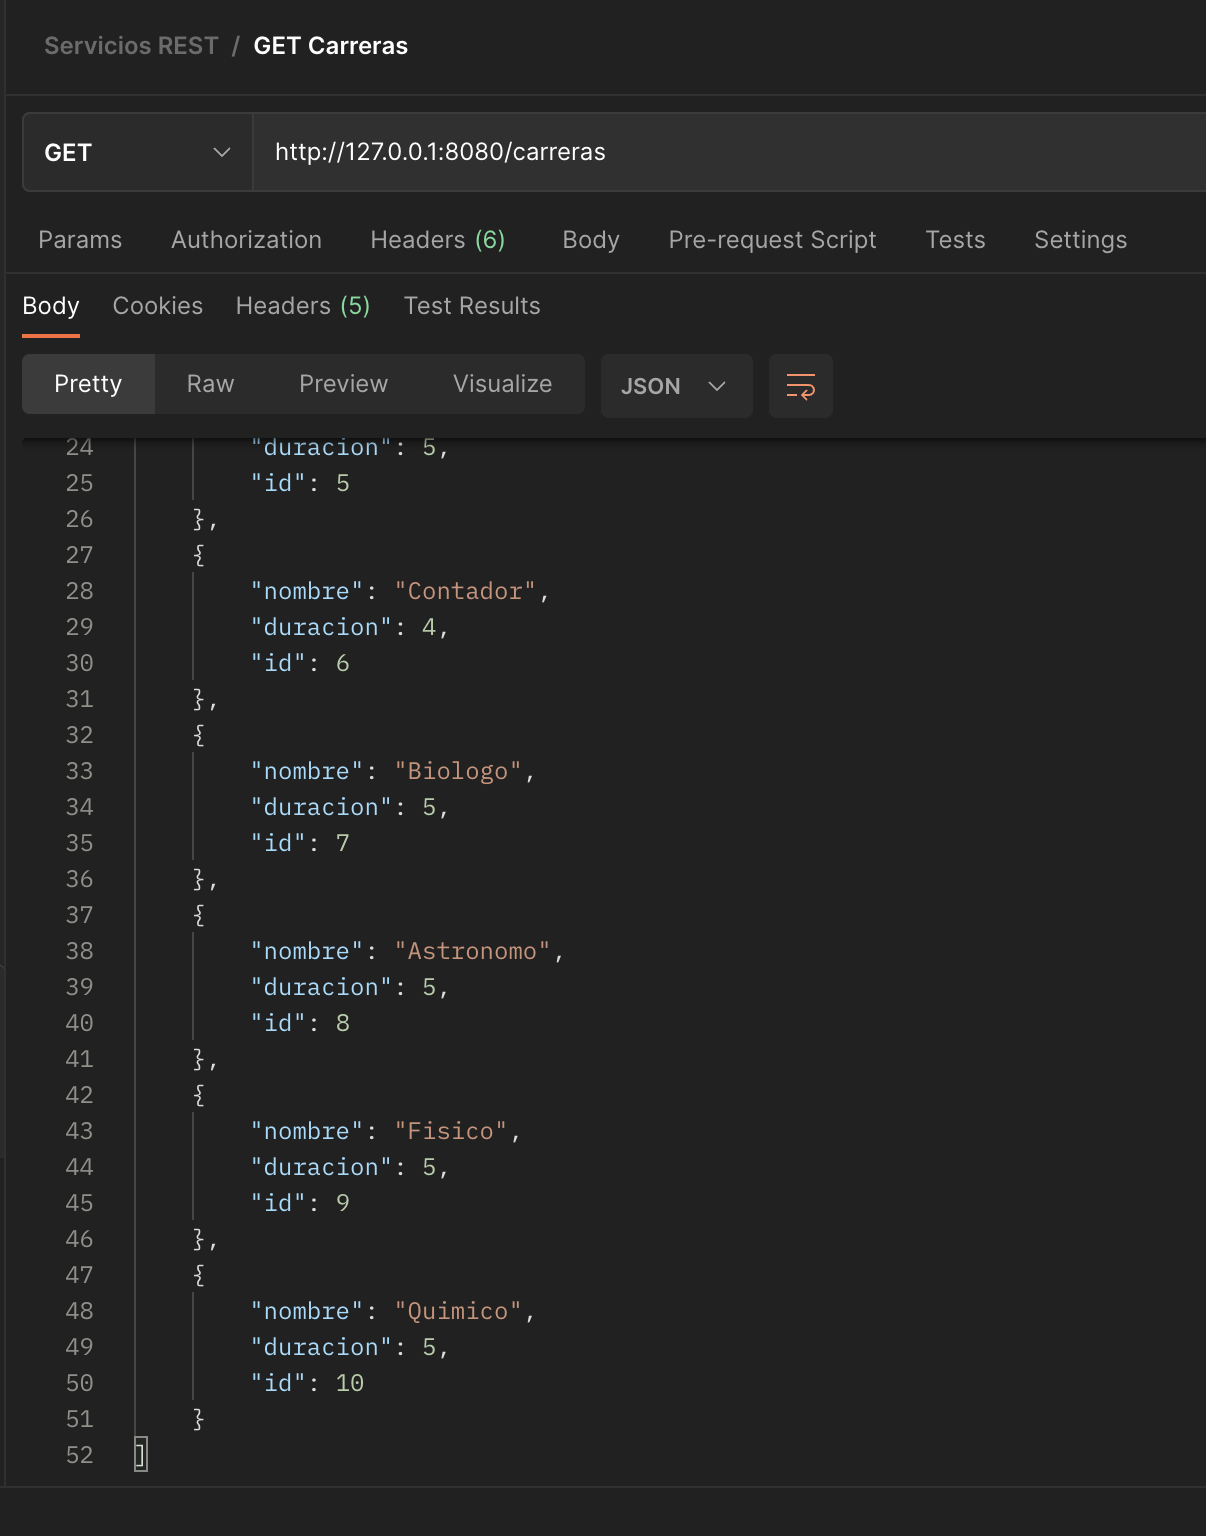 Servicios REST / GET Carreras
GET http://127.0.0.1:8080/carreras
Params Authorization Headers (6) Body Pre-request Script Tests Settings
Body Cookies Headers (5) Test Results
Pretty Raw Preview Visualize JSON
24 "duracion": 5,
25 "id": 5
26 },
27 {
28 "nombre": "Contador",
29 "duracion": 4,
30 "id": 6
31 },
32 {
33 "nombre": "Biologo",
34 "duracion": 5,
35 "id": 7
36 },
37 {
38 "nombre": "Astronomo",
39 "duracion": 5,
40 "id": 8
41 },
42 {
43 "nombre": "Fisico",
44 "duracion": 5,
45 "id": 9
46 },
47 {
48 "nombre": "Quimico",
49 "duracion": 5,
50 "id": 10
51 }
52 ]